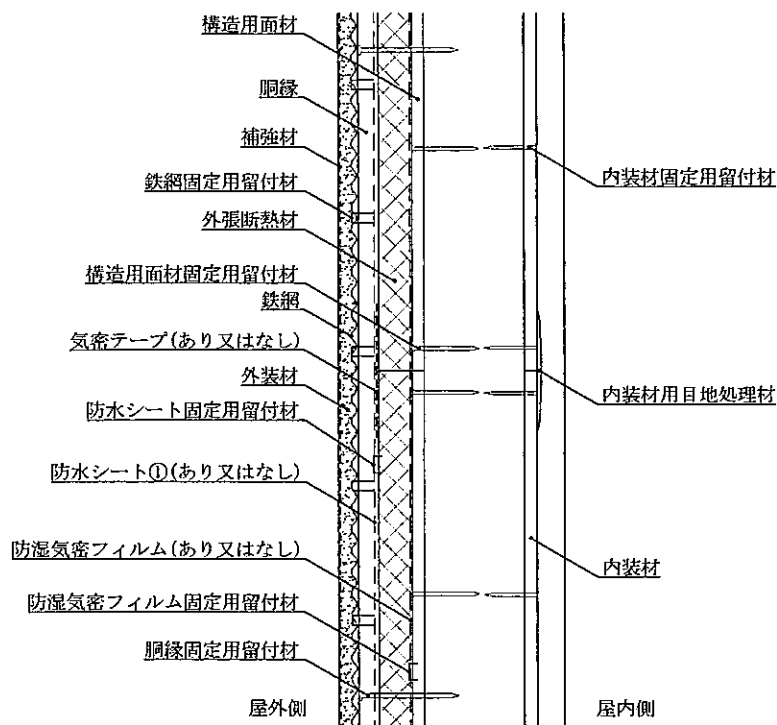 構造用面材
胴縁
補強材
鉄網固定用留付材
外張断熱材
構造用面材固定用留付材
鉄網
気密テープ(あり又はなし)
外装材
防水シート固定用留付材
防水シート①(あり又はなし)
防湿気密フィルム(あり又はなし)
防湿気密フィルム固定用留付材
胴縁固定用留付材
屋外側
内装材固定用留付材
内装材用目地処理材
内装材
屋内側